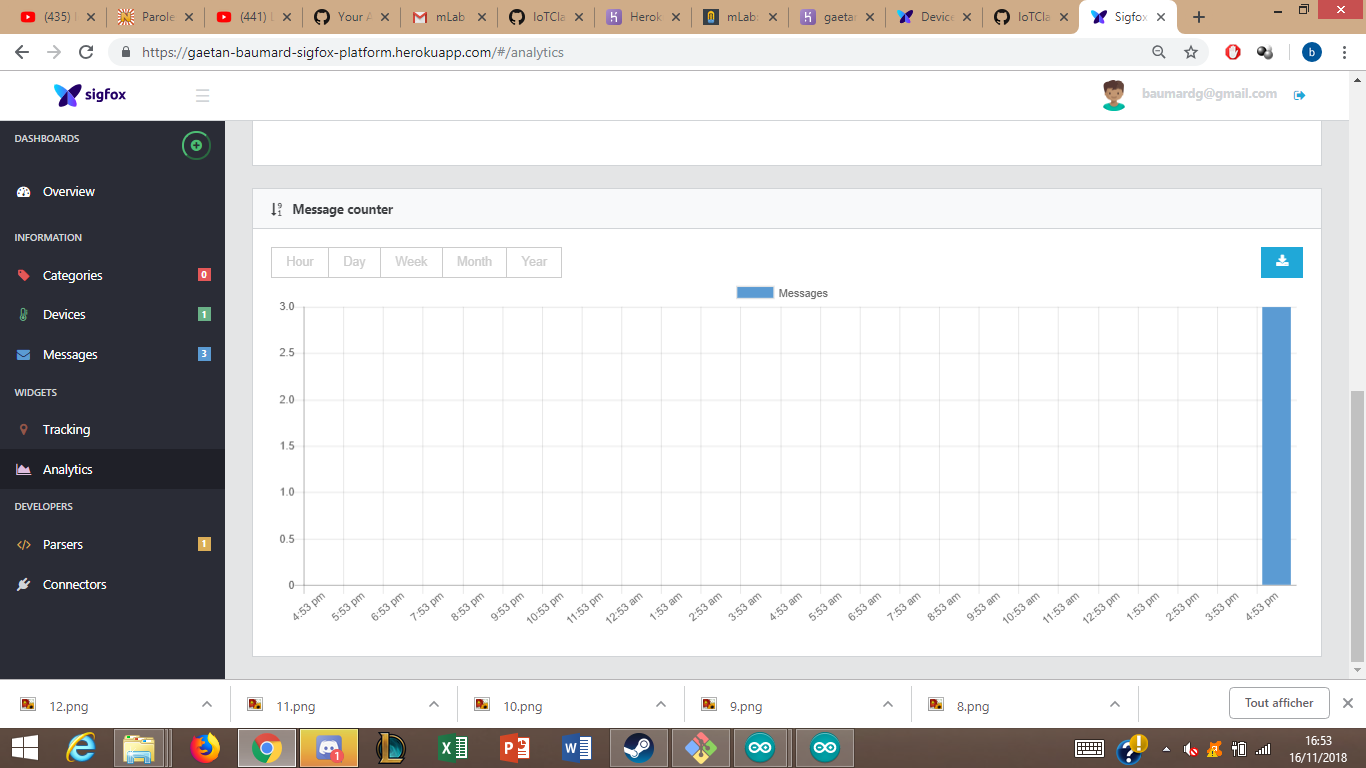 (435) I
Parole
(441) L
Your A
mLab
IoTCla
Herok
mLab:
gaetan
Device
IoTCla
Sigfox
https://gaetan-baumard-sigfox-platform.herokuapp.com/#/analytics
b
sigfox
baumardg@gmail.com
DASHBOARDS
Overview
INFORMATION
Categories 0
Devices 1
Messages 3
WIDGETS
Tracking
Analytics
DEVELOPERS
Parsers 1
Connectors
Message counter
Hour Day Week Month Year
Messages
3.0
2.5
2.0
1.5
1.0
0.5
0
4:53 pm 5:53 pm 6:53 pm 7:53 pm 8:53 pm 9:53 pm 10:53 pm 11:53 pm 12:53 am 1:53 am 2:53 am 3:53 am 4:53 am 5:53 am 6:53 am 7:53 am 8:53 am 9:53 am 10:53 am 11:53 am 12:53 pm 1:53 pm 2:53 pm 3:53 pm 4:53 pm
12.png 11.png 10.png 9.png 8.png Tout afficher
1
16:53
16/11/2018